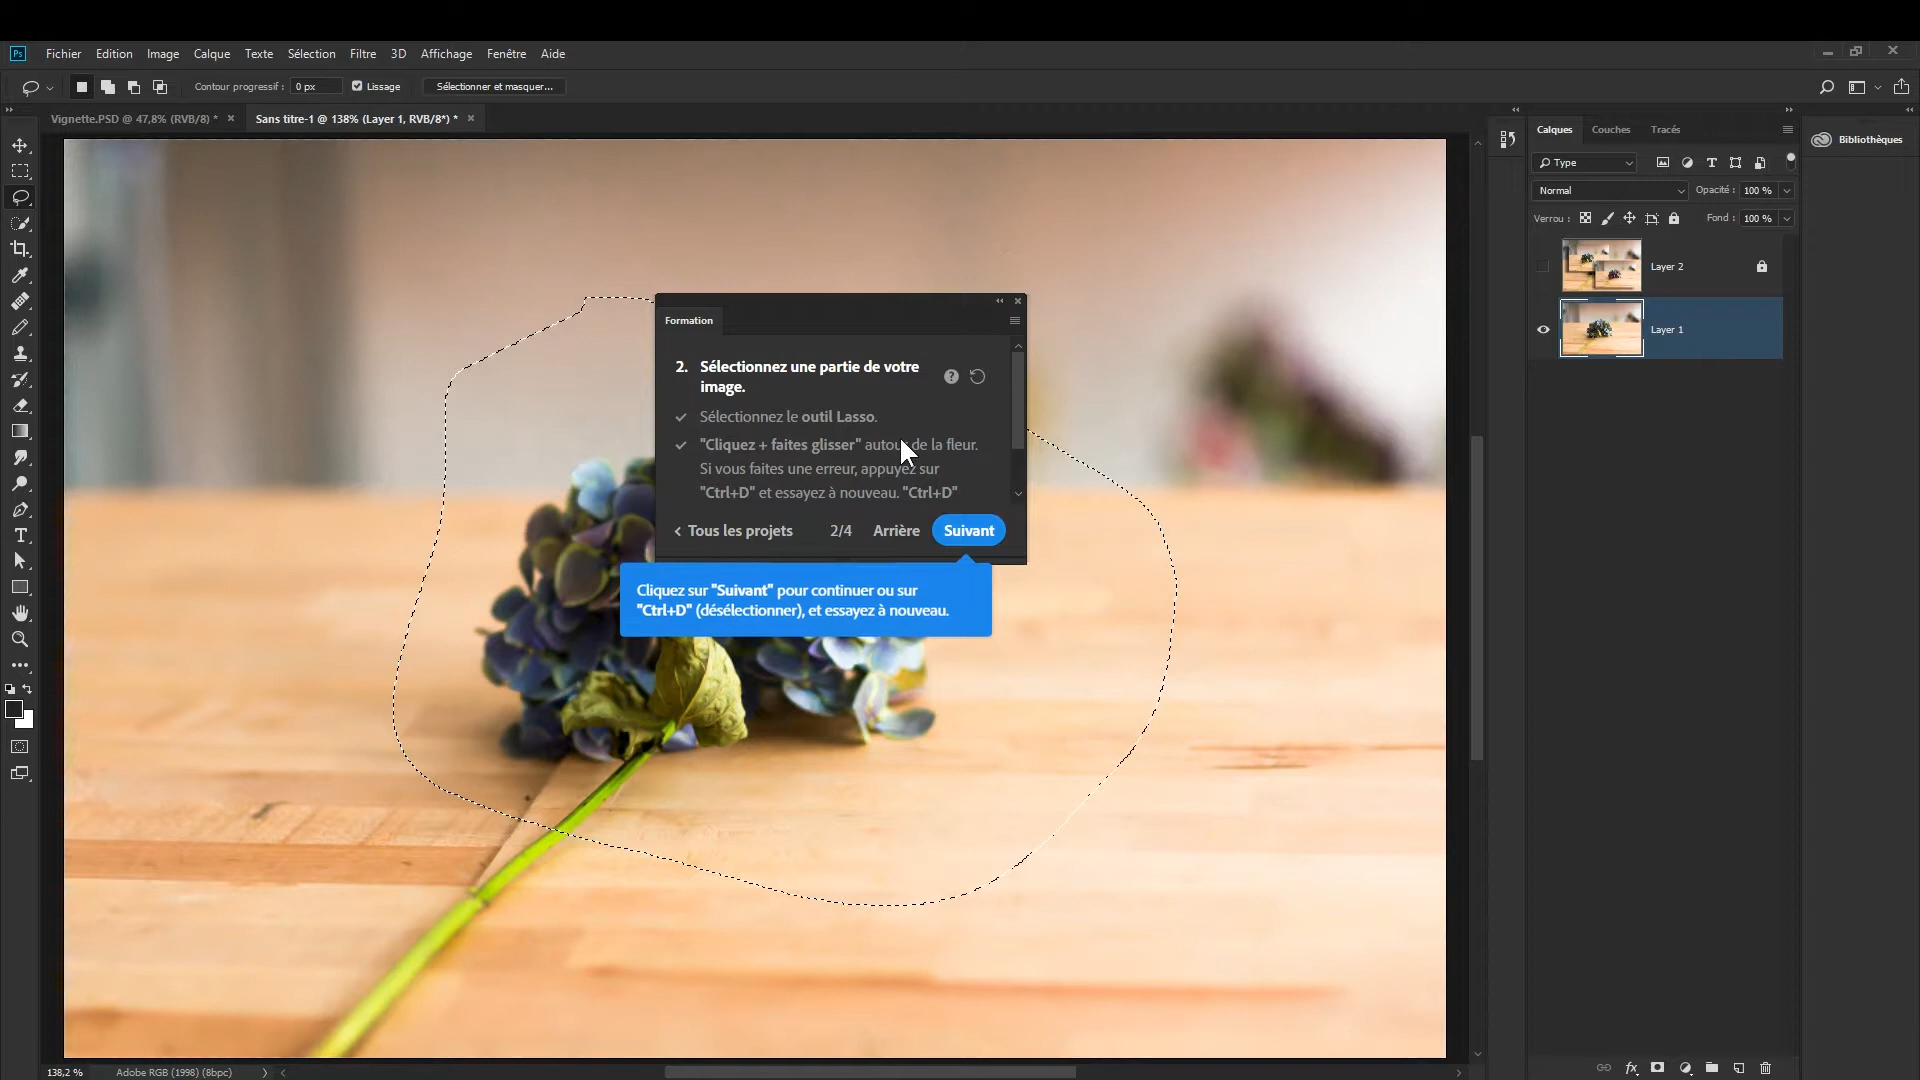 Ps Fichier Edition Image Calque Texte Sélection Filtre 3D Affichage Fenêtre Aide
Contour progressif : 0 px Lissage Sélectionner et masquer...
Vignette.PSD @ 47,8% (RVB/8) * × Sans titre-1 @ 138% (Layer 1, RVB/8*) * ×
Calques Couches Tracés
Bibliothèques
Type
Normal Opacité : 100 %
Verrou : Fond : 100 %
Layer 2
Layer 1
Formation
2. Sélectionnez une partie de votre
image.
Sélectionnez le outil Lasso.
"Cliquez + faites glisser" autour de la fleur.
Si vous faites une erreur, appuyez sur
"Ctrl+D" et essayez à nouveau. "Ctrl+D"
Tous les projets 2/4 Arrière Suivant
Cliquez sur "Suivant" pour continuer ou sur
"Ctrl+D" (désélectionner), et essayez à nouveau.
138,2 % Adobe RGB (1998) (8bpc)
fx